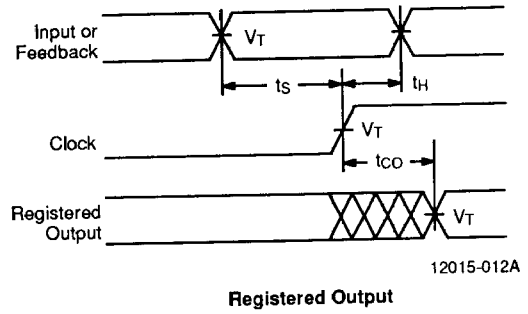 Input or
Feedback
VT
tS
tH
Clock
VT
tCO
Registered
Output
VT
12015-012A
Registered Output